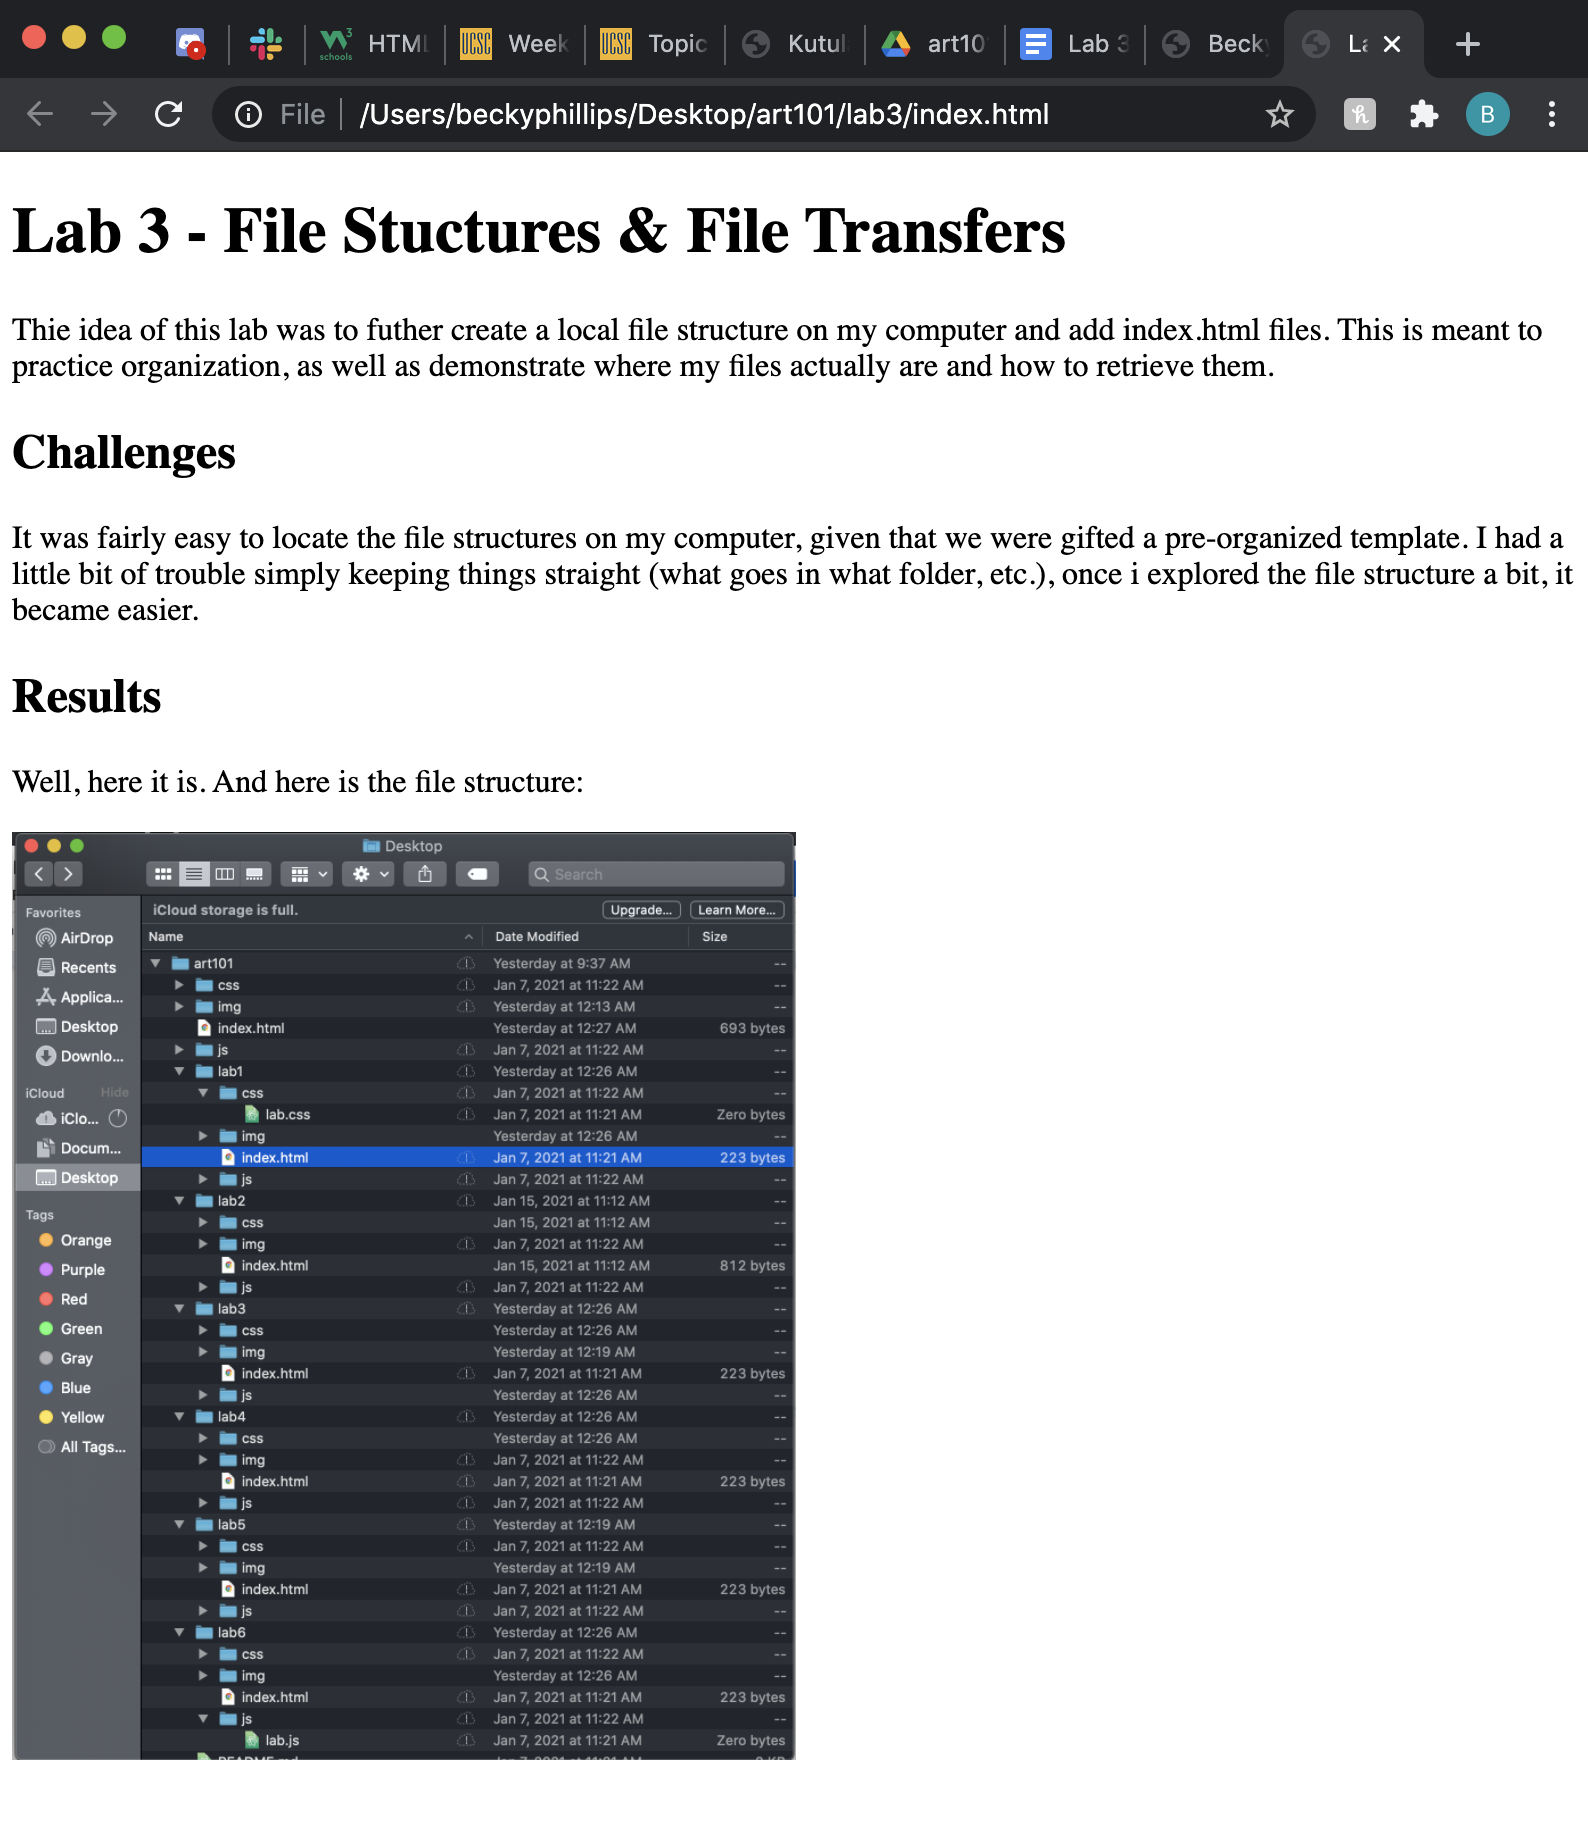 HTML
Week
Topic
Kutul
art10
Lab 3
Becky
La
File /Users/beckyphillips/Desktop/art101/lab3/index.html
B
Lab 3 - File Stuctures & File Transfers
Thie idea of this lab was to futher create a local file structure on my computer and add index.html files. This is meant to
practice organization, as well as demonstrate where my files actually are and how to retrieve them.
Challenges
It was fairly easy to locate the file structures on my computer, given that we were gifted a pre-organized template. I had a
little bit of trouble simply keeping things straight (what goes in what folder, etc.), once i explored the file structure a bit, it
became easier.
Results
Well, here it is. And here is the file structure:
Desktop
Search
Favorites
AirDrop
Recents
Applica...
Desktop
Downlo...
iCloud Hide
iClo...
Docum...
Desktop
Tags
Orange
Purple
Red
Green
Gray
Blue
Yellow
All Tags...
iCloud storage is full. Upgrade... Learn More...
Name Date Modified Size
art101 Yesterday at 9:37 AM --
css Jan 7, 2021 at 11:22 AM --
img Yesterday at 12:13 AM --
index.html Yesterday at 12:27 AM 693 bytes
js Jan 7, 2021 at 11:22 AM --
lab1 Yesterday at 12:26 AM --
css Jan 7, 2021 at 11:22 AM --
lab.css Jan 7, 2021 at 11:21 AM Zero bytes
img Yesterday at 12:26 AM --
index.html Jan 7, 2021 at 11:21 AM 223 bytes
js Jan 7, 2021 at 11:22 AM --
lab2 Jan 15, 2021 at 11:12 AM --
css Jan 15, 2021 at 11:12 AM --
img Jan 7, 2021 at 11:22 AM --
index.html Jan 15, 2021 at 11:12 AM 812 bytes
js Jan 7, 2021 at 11:22 AM --
lab3 Yesterday at 12:26 AM --
css Yesterday at 12:26 AM --
img Yesterday at 12:19 AM --
index.html Jan 7, 2021 at 11:21 AM 223 bytes
js Yesterday at 12:26 AM --
lab4 Yesterday at 12:26 AM --
css Yesterday at 12:26 AM --
img Jan 7, 2021 at 11:22 AM --
index.html Jan 7, 2021 at 11:21 AM 223 bytes
js Jan 7, 2021 at 11:22 AM --
lab5 Yesterday at 12:19 AM --
css Jan 7, 2021 at 11:22 AM --
img Yesterday at 12:19 AM --
index.html Jan 7, 2021 at 11:21 AM 223 bytes
js Jan 7, 2021 at 11:22 AM --
lab6 Yesterday at 12:26 AM --
css Jan 7, 2021 at 11:22 AM --
img Yesterday at 12:26 AM --
index.html Jan 7, 2021 at 11:21 AM 223 bytes
js Jan 7, 2021 at 11:22 AM --
lab.js Jan 7, 2021 at 11:21 AM Zero bytes